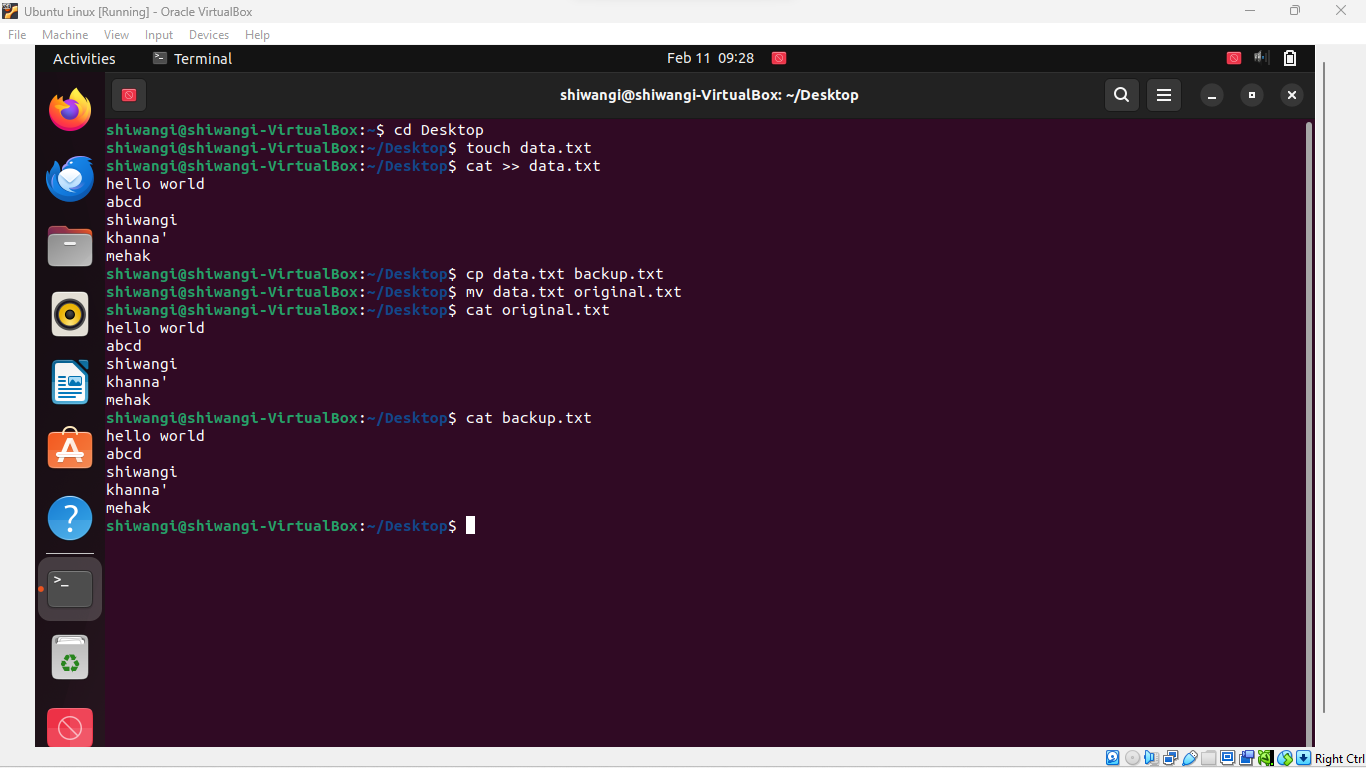 Ubuntu Linux [Running] - Oracle VirtualBox
File Machine View Input Devices Help
Activities Terminal Feb 11 09:28
shiwangi@shiwangi-VirtualBox: ~/Desktop
shiwangi@shiwangi-VirtualBox:~$ cd Desktop
shiwangi@shiwangi-VirtualBox:~/Desktop$ touch data.txt
shiwangi@shiwangi-VirtualBox:~/Desktop$ cat >> data.txt
hello world
abcd
shiwangi
khanna'
mehak
shiwangi@shiwangi-VirtualBox:~/Desktop$ cp data.txt backup.txt
shiwangi@shiwangi-VirtualBox:~/Desktop$ mv data.txt original.txt
shiwangi@shiwangi-VirtualBox:~/Desktop$ cat original.txt
hello world
abcd
shiwangi
khanna'
mehak
shiwangi@shiwangi-VirtualBox:~/Desktop$ cat backup.txt
hello world
abcd
shiwangi
khanna'
mehak
shiwangi@shiwangi-VirtualBox:~/Desktop$
Right Ctrl